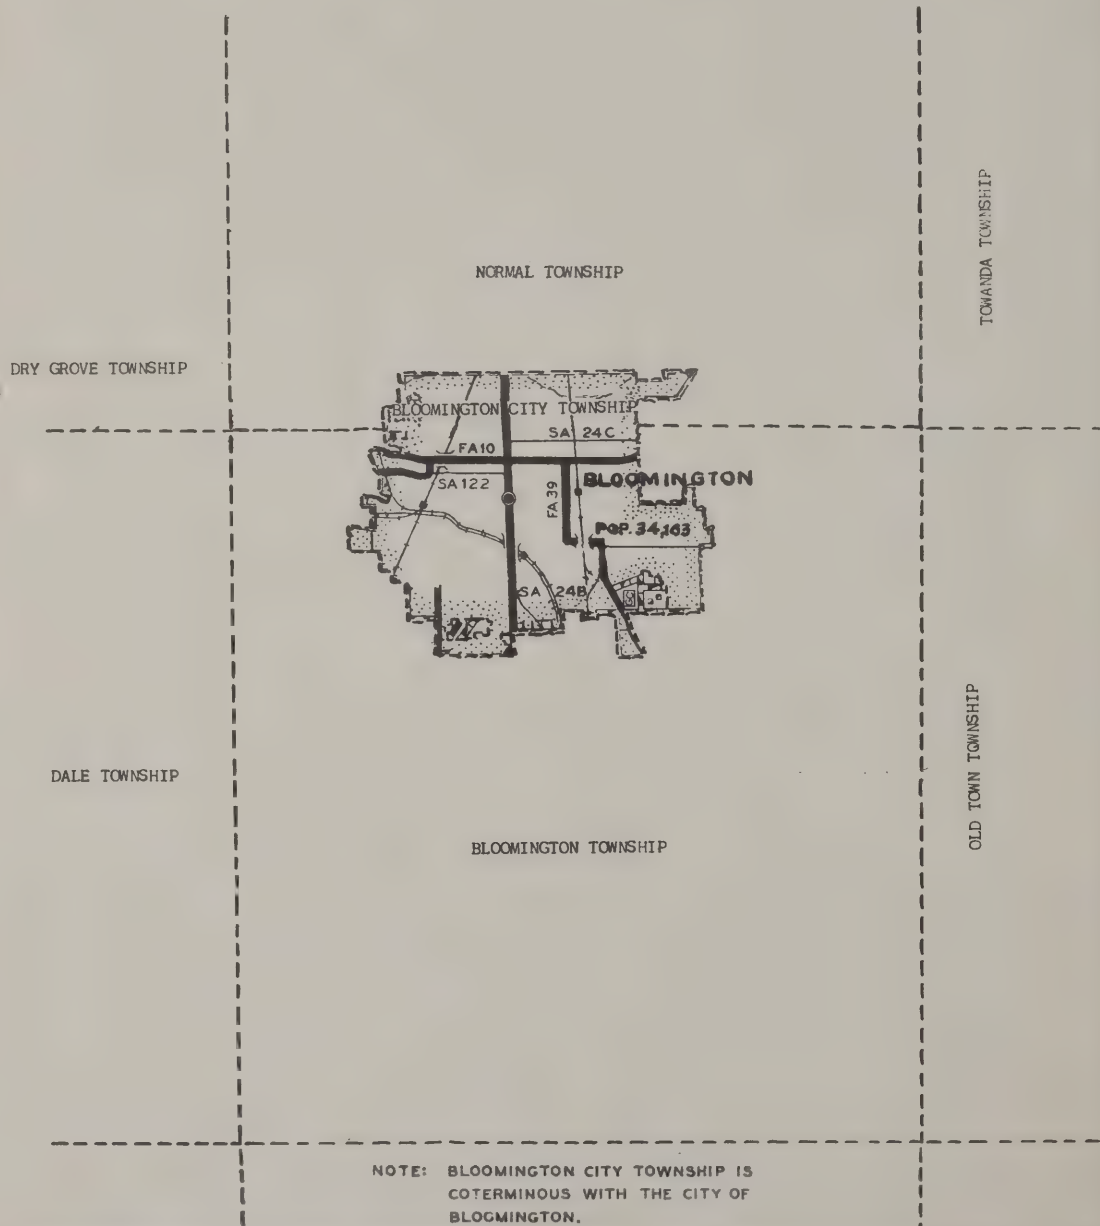 TOWANDA TOWNSHIP
NORMAL TOWNSHIP
DRY GROVE TOWNSHIP
BLOOMINGTON CITY TOWNSHIP
SA 24C
FA10
SA122
BLOOMINGTON
FA 39
POP. 34,163
SA 24B
DALE TOWNSHIP
OLD TOWN TOWNSHIP
BLOOMINGTON TOWNSHIP
NOTE: BLOOMINGTON CITY TOWNSHIP IS
COTERMINOUS WITH THE CITY OF
BLOOMINGTON.